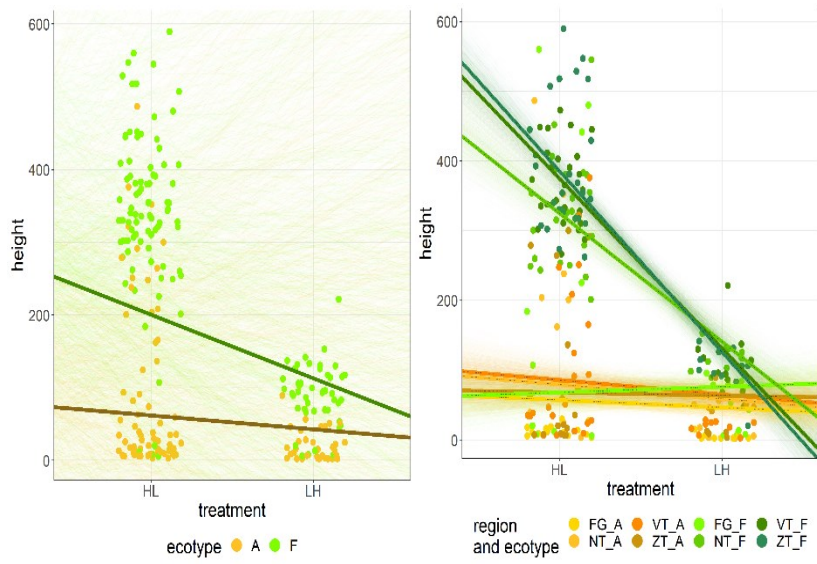 600
400
200
0
height
HL
LH
treatment
ecotype A F
600
400
200
0
height
HL
LH
treatment
region
and ecotype
FG_A VT_A FG_F VT_F
NT_A ZT_A NT_F ZT_F